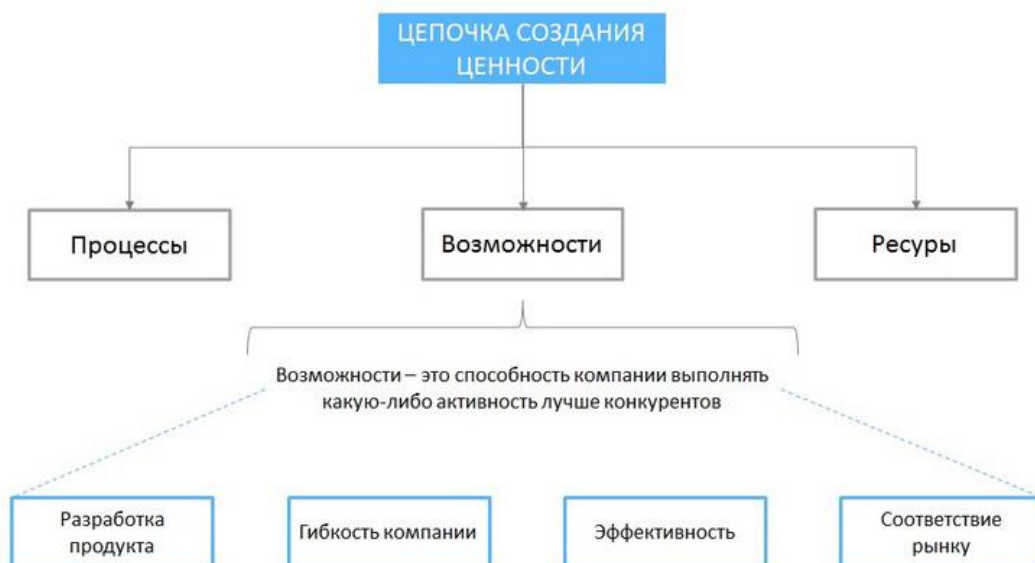 ЦЕПОЧКА СОЗДАНИЯ
ЦЕННОСТИ
Процессы
Возможности
Ресуры
Возможности – это способность компании выполнять
какую-либо активность лучше конкурентов
Разработка
продукта
Гибкость компании
Эффективность
Соответствие
рынку